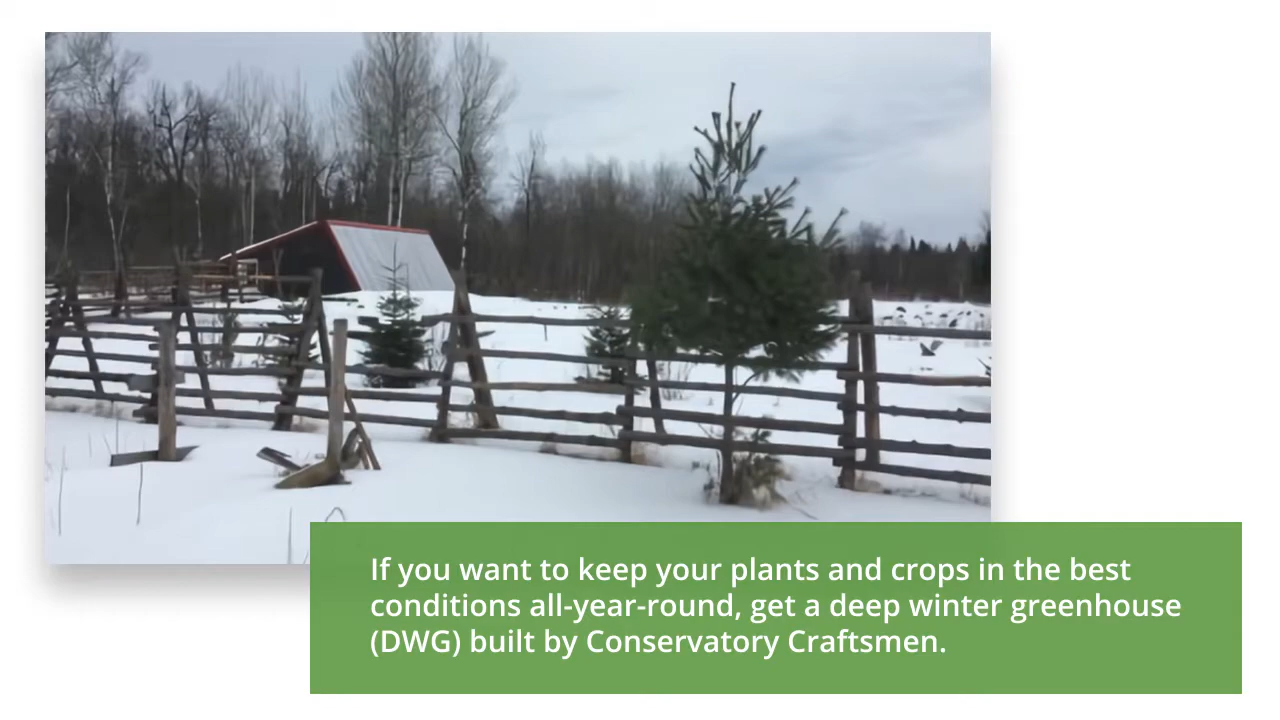 If you want to keep your plants and crops in the best
conditions all-year-round, get a deep winter greenhouse
(DWG) built by Conservatory Craftsmen.